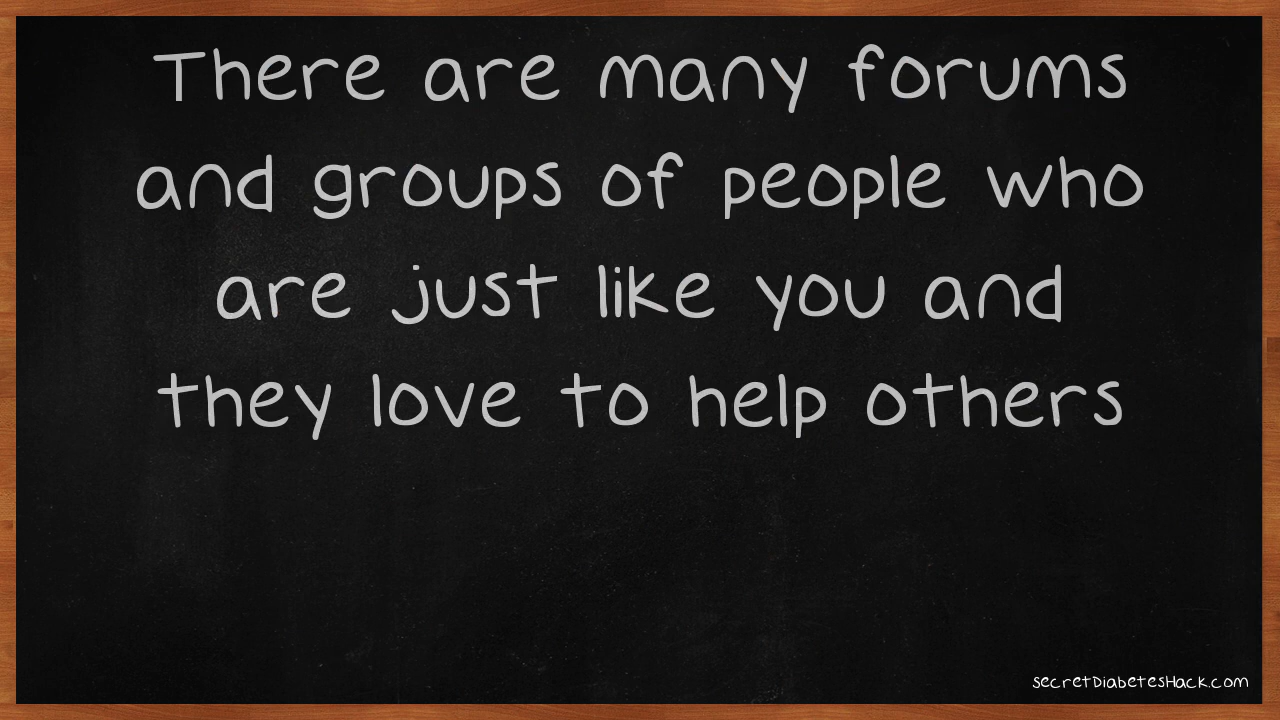 There are many forums
and groups of people who
are just like you and
they love to help others
secretDiabetesHack.com